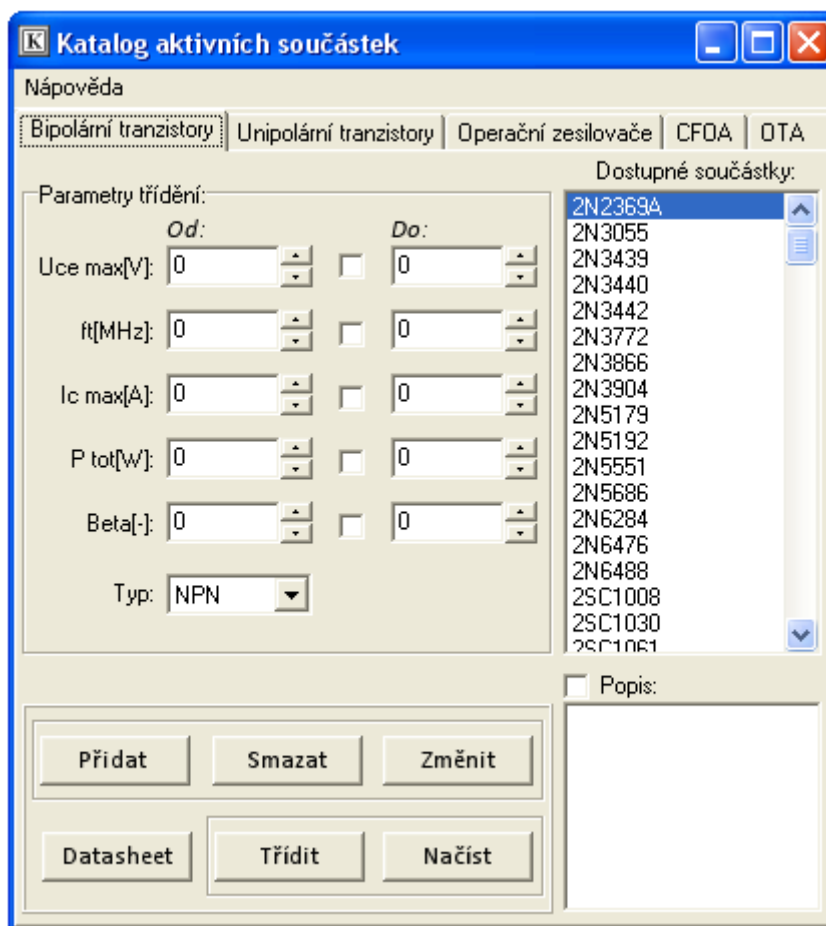 K Katalog aktivních součástek
Nápověda
Bipolární tranzistory Unipolární tranzistory Operační zesilovače CFOA OTA
Parametry třídění:
Od: Do:
Uce max[V]: 0 0
ft[MHz]: 0 0
Ic max[A]: 0 0
P tot[W]: 0 0
Beta[-]: 0 0
Typ: NPN
Dostupné součástky:
2N2369A
2N3055
2N3439
2N3440
2N3442
2N3772
2N3866
2N3904
2N5179
2N5192
2N5551
2N5686
2N6284
2N6476
2N6488
2SC1008
2SC1030
2SC1061
Popis:
Přidat Smazat Změnit
Datasheet Třídit Načíst